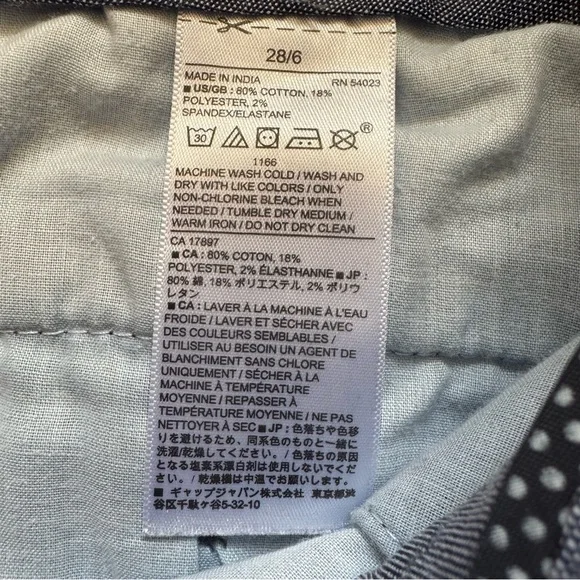 28/6
MADE IN INDIA RN 54023
■ US/GB : 80% COTTON, 18%
POLYESTER, 2%
SPANDEX/ELASTANE
30 ®
1166
MACHINE WASH COLD / WASH AND
DRY WITH LIKE COLORS / ONLY
NON-CHLORINE BLEACH WHEN
NEEDED / TUMBLE DRY MEDIUM /
WARM IRON / DO NOT DRY CLEAN
CA 17897
■ CA : 80% COTON, 18%
POLYESTER, 2% ÉLASTHANNE ■ JP :
80% 綿, 18% ポリエステル, 2% ポリウ
レタン
■ CA : LAVER À LA MACHINE À L'EAU
FROIDE / LAVER ET SÉCHER AVEC
DES COULEURS SEMBLABLES /
UTILISER AU BESOIN UN AGENT DE
BLANCHIMENT SANS CHLORE
UNIQUEMENT / SÉCHER À LA
MACHINE À TEMPÉRATURE
MOYENNE / REPASSER À
TEMPÉRATURE MOYENNE / NE PAS
NETTOYER À SEC ■ JP : 色落ちや色移
りを避けるため、同系色のものと一緒に
洗濯/乾燥してください。/ 色落ちの原因
となる塩素系漂白剤は使用しないでくだ
さい/ 乾燥機は中温でお願いします
■ ギャップジャパン株式会社 東京都渋
谷区千駄ヶ谷5-32-10